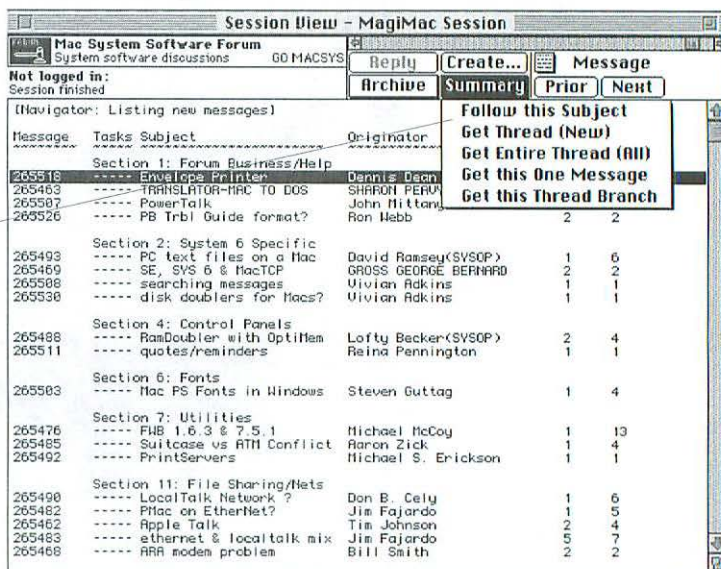 Session View – MagiMac Session
Mac System Software Forum
System software discussions GO MACSYS
Not logged in:
Session finished
Reply Create... Message
Archive Summary Prior Next
Follow this Subject
Get Thread (New)
Get Entire Thread (All)
Get this One Message
Get this Thread Branch
[Navigator: Listing new messages]
Message Tasks Subject Originator
Section 1: Forum Business/Help
265518 ----- Envelope Printer Dennis Dean
265463 ----- TRANSLATOR-MAC TO DOS SHARON
265507 ----- PowerTalk John Mittang
265526 ----- PB Trbl Guide format? Ron Webb 2 2
Section 2: System 6 Specific
265493 ----- PC text files on a Mac David Ramsey(SYSOP) 1 6
265469 ----- SE, SYS 6 & MacTCP GROSS GEORGE BERNARD 2 2
265508 ----- searching messages Vivian Adkins 1 1
265530 ----- disk doublers for Macs? Vivian Adkins 1 1
Section 4: Control Panels
265488 ----- RamDoubler with OptiMem Lofty Becker(SYSOP) 2 4
265511 ----- quotes/reminders Reina Pennington 1 1
Section 6: Fonts
265503 ----- Mac PS Fonts in Windows Steven Guttag 1 4
Section 7: Utilities
265476 ----- FWB 1.6.3 & 7.5.1 Michael McCoy 1 13
265485 ----- Suitcase vs ATM Conflict Aaron Zick 1 4
265492 ----- PrintServers Michael S. Erickson 1 1
Section 11: File Sharing/Nets
265490 ----- LocalTalk Network ? Don B. Cely 1 6
265482 ----- PMac on EtherNet? Jim Fajardo 1 5
265462 ----- Apple Talk Tim Johnson 2 4
265483 ----- ethernet & localtalk mix Jim Fajardo 5 7
265468 ----- ARA modem problem Bill Smith 2 2